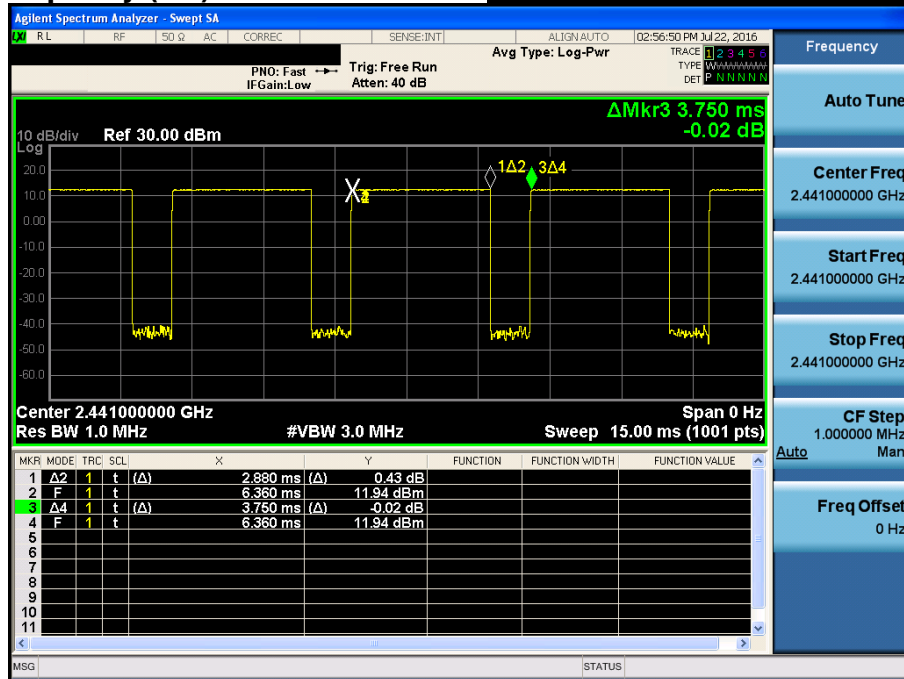 Agilent Spectrum Analyzer - Swept SA
LXI RL RF 50 Ω AC CORREC SENSE:INT ALIGNAUTO 02:56:50 PM Jul 22, 2016
Avg Type: Log-Pwr
TRACE 1 2 3 4 5 6
TYPE WWWWWW
DET P N N N N N
PNO: Fast
IFGain:Low
Trig: Free Run
Atten: 40 dB
ΔMkr3 3.750 ms
-0.02 dB
10 dB/div Ref 30.00 dBm
Log
20.0
10.0
0.00
-10.0
-20.0
-30.0
-40.0
-50.0
-60.0
1Δ2 3Δ4
X
Center 2.441000000 GHz
Span 0 Hz
Res BW 1.0 MHz #VBW 3.0 MHz Sweep 15.00 ms (1001 pts)
MKR MODE TRC SCL X Y FUNCTION FUNCTION WIDTH FUNCTION VALUE
1 Δ2 1 t (Δ) 2.880 ms (Δ) 0.43 dB
2 F 1 t 6.360 ms 11.94 dBm
3 Δ4 1 t (Δ) 3.750 ms (Δ) -0.02 dB
4 F 1 t 6.360 ms 11.94 dBm
5
6
7
8
9
10
11
MSG STATUS
Frequency
Auto Tune
Center Freq
2.441000000 GHz
Start Freq
2.441000000 GHz
Stop Freq
2.441000000 GHz
CF Step
1.000000 MHz
Auto Man
Freq Offset
0 Hz